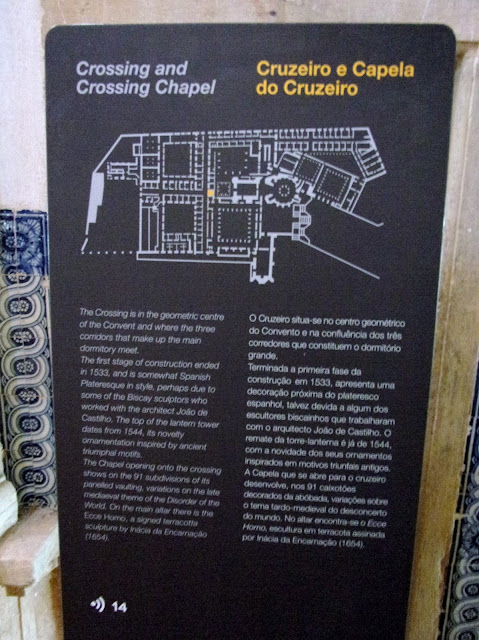 Crossing and
Crossing Chapel
Cruzeiro e Capela
do Cruzeiro
The Crossing is in the geometric centre
of the Convent and where the three
corridors that make up the main
dormitory meet.
The first stage of construction ended
in 1533, and is somewhat Spanish
Plateresque in style, perhaps due to
some of the Biscay sculptors who
worked with the architect João de
Castilho. The top of the lantern tower
dates from 1544, its novelty
ornamentation inspired by ancient
triumphal motifs.
The Chapel opening onto the crossing
shows on the 91 subdivisions of its
panelled vaulting, variations on the late
mediaeval theme of the Disorder of the
World. On the main altar there is the
Ecce Homo, a signed terracotta
sculpture by Inácia da Encarnação
(1654).
O Cruzeiro situa-se no centro geométrico
do Convento e na confluência dos três
corredores que constituem o dormitório
grande.
Terminada a primeira fase da
construção em 1533, apresenta uma
decoração próxima do plateresco
espanhol, talvez devida a algum dos
escultores biscainhos que trabalharam
com o arquitecto João de Castilho. O
remate da torre-lanterna é já de 1544,
com a novidade dos seus ornamentos
inspirados em motivos triunfais antigos.
A Capela que se abre para o cruzeiro
desenvolve, nos 91 caixotões
decorados da abóbada, variações sobre
o tema tardo-medieval do desconcerto
do mundo. No altar encontra-se o Ecce
Homo, escultura em terracota assinada
por Inácia da Encarnação (1654).
14